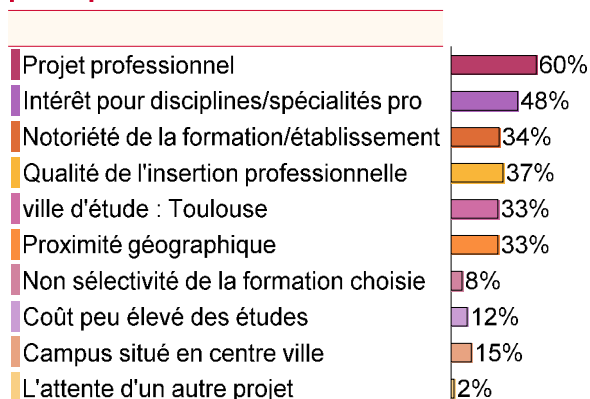 Projet professionnel 60%
Intérêt pour disciplines/spécialités pro 48%
Notoriété de la formation/établissement 34%
Qualité de l'insertion professionnelle 37%
ville d'étude : Toulouse 33%
Proximité géographique 33%
Non sélectivité de la formation choisie 8%
Coût peu élevé des études 12%
Campus situé en centre ville 15%
L'attente d'un autre projet 2%